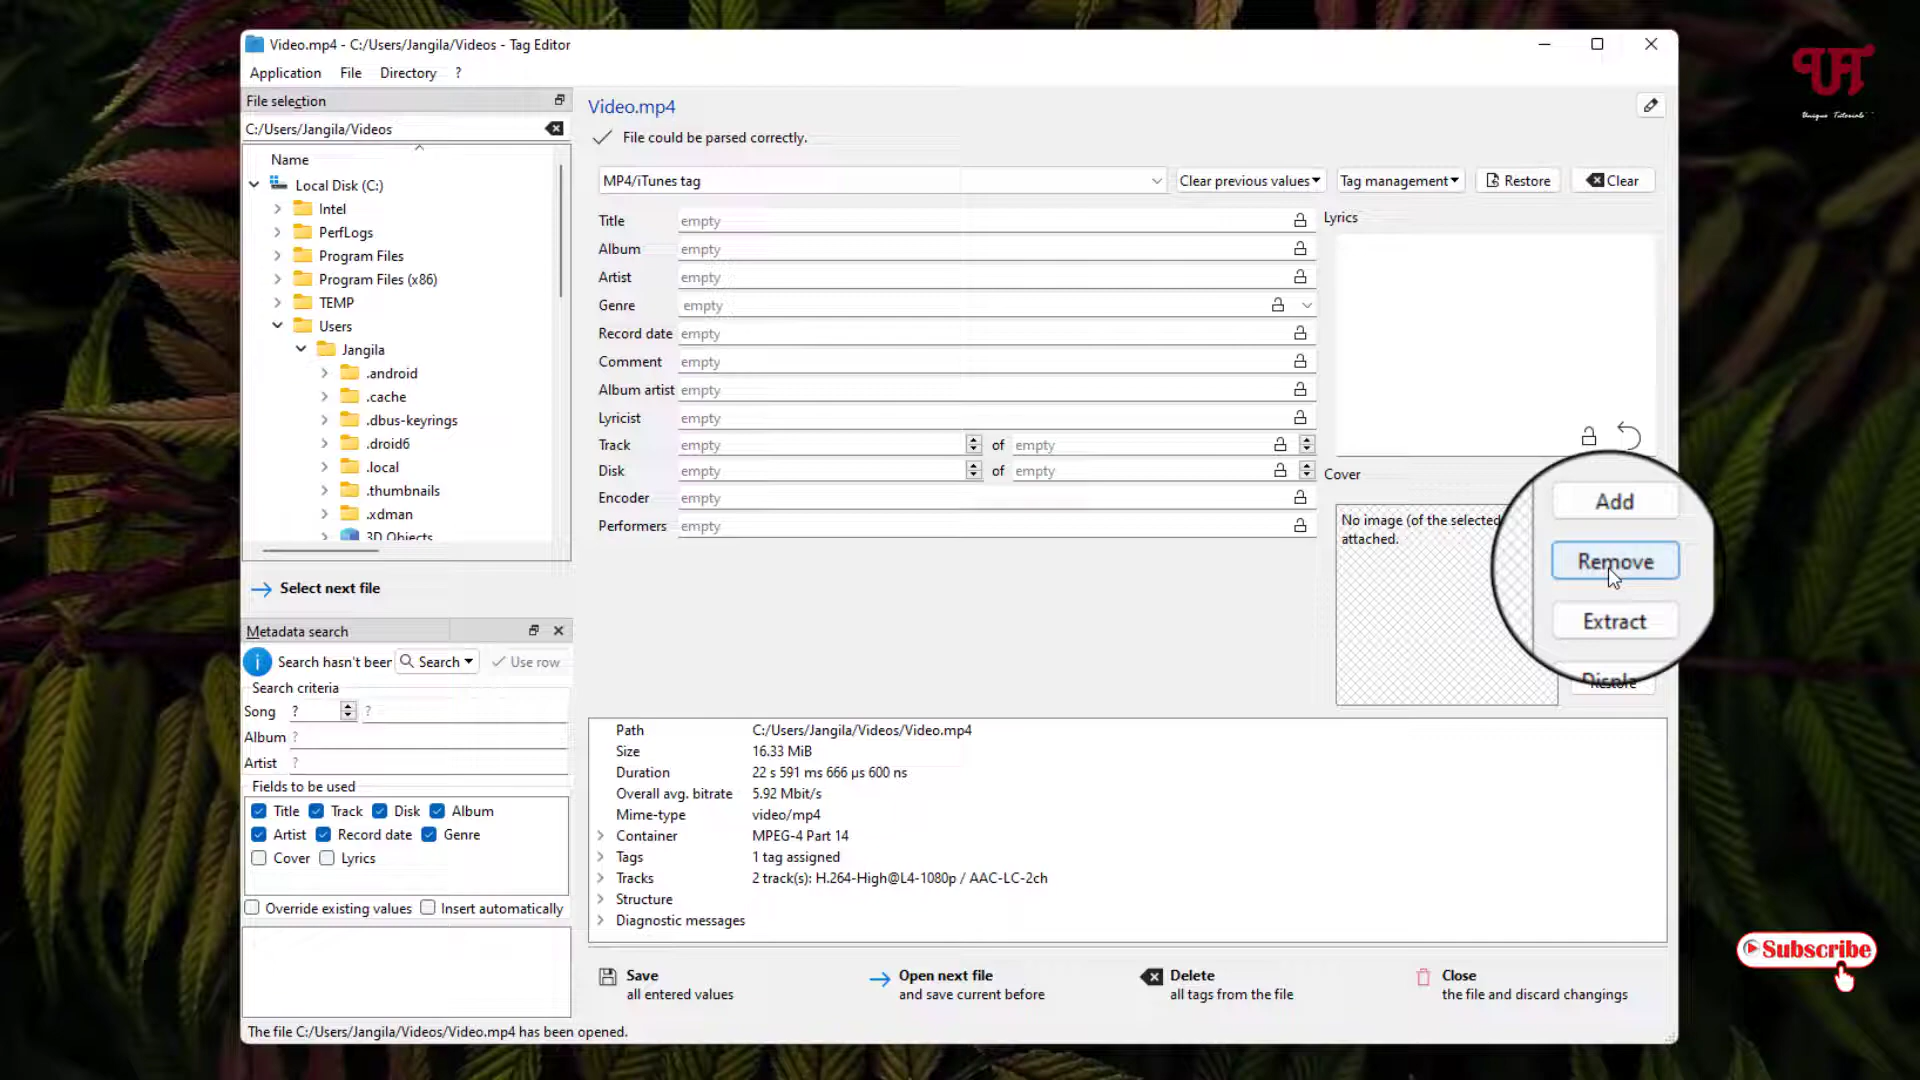 Video.mp4 - C:/Users/Jangila/Videos - Tag Editor
Application File Directory ?
File selection
C:/Users/Jangila/Videos
Name
Local Disk (C:)
Intel
PerfLogs
Program Files
Program Files (x86)
TEMP
Users
Jangila
.android
.cache
.dbus-keyrings
.droid6
.local
.thumbnails
.xdman
3D Objects
Select next file
Metadata search
Search hasn't beer Search Use row
Search criteria
Song ? ?
Album ?
Artist ?
Fields to be used
Title Track Disk Album
Artist Record date Genre
Cover Lyrics
Override existing values Insert automatically
Video.mp4
File could be parsed correctly.
MP4/iTunes tag Clear previous values Tag management Restore Clear
Title empty
Album empty
Artist empty
Genre empty
Record date empty
Comment empty
Album artist empty
Lyricist empty
Track empty of empty
Disk empty of empty
Encoder empty
Performers empty
Lyrics
Cover
No image (of the selected
attached.
Add
Remove
Extract
Displa
Restore
Path C:/Users/Jangila/Videos/Video.mp4
Size 16.33 MiB
Duration 22 s 591 ms 666 µs 600 ns
Overall avg. bitrate 5.92 Mbit/s
Mime-type video/mp4
Container MPEG-4 Part 14
Tags 1 tag assigned
Tracks 2 track(s): H.264-High@L4-1080p / AAC-LC-2ch
Structure
Diagnostic messages
Save
all entered values
Open next file
and save current before
Delete
all tags from the file
Close
the file and discard changings
The file C:/Users/Jangila/Videos/Video.mp4 has been opened.
UT
Unique Tutorials
Subscribe